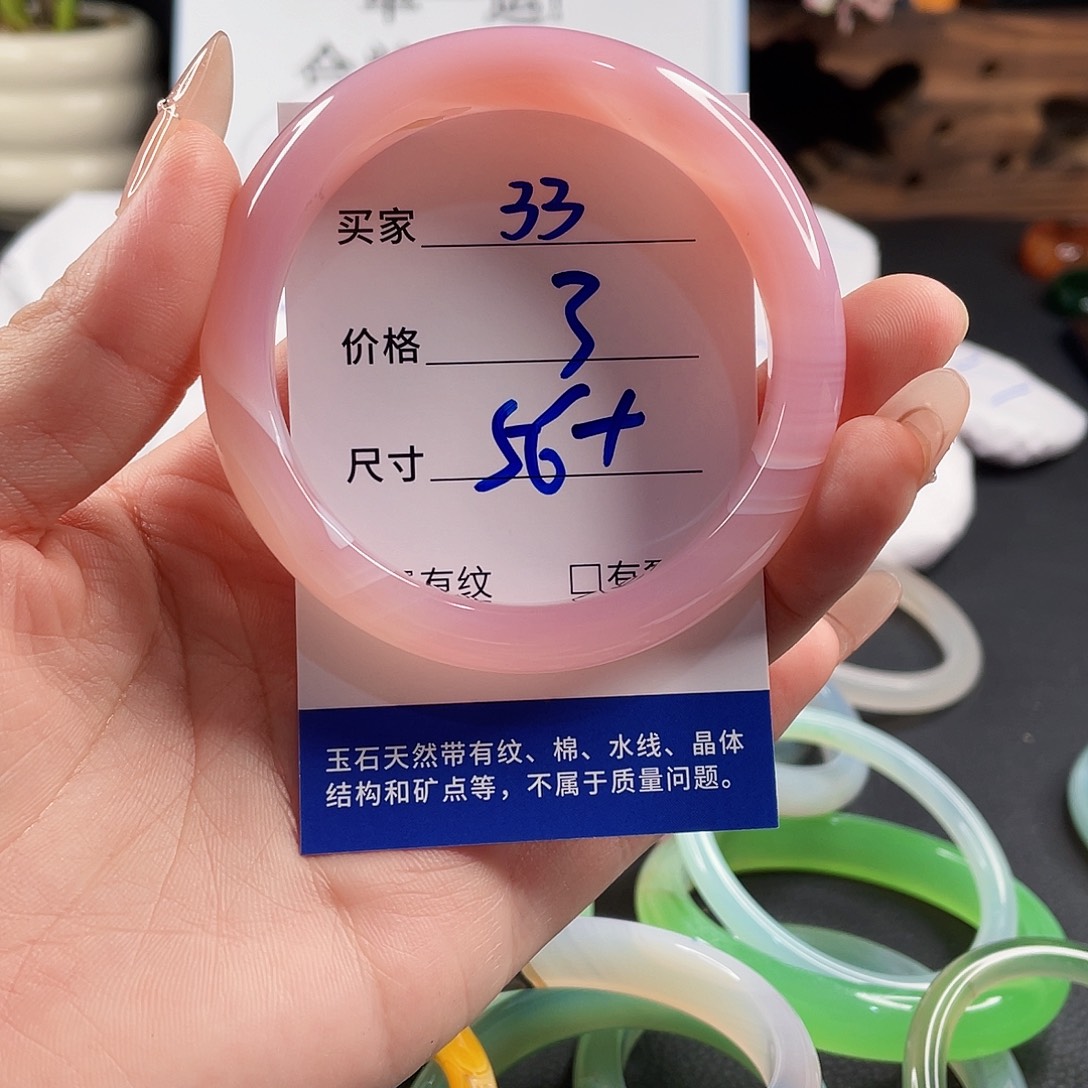 买家 33
价格 3
尺寸 56+
有纹 □有
玉石天然带有纹、棉、水线、晶体
结构和矿点等，不属于质量问题。